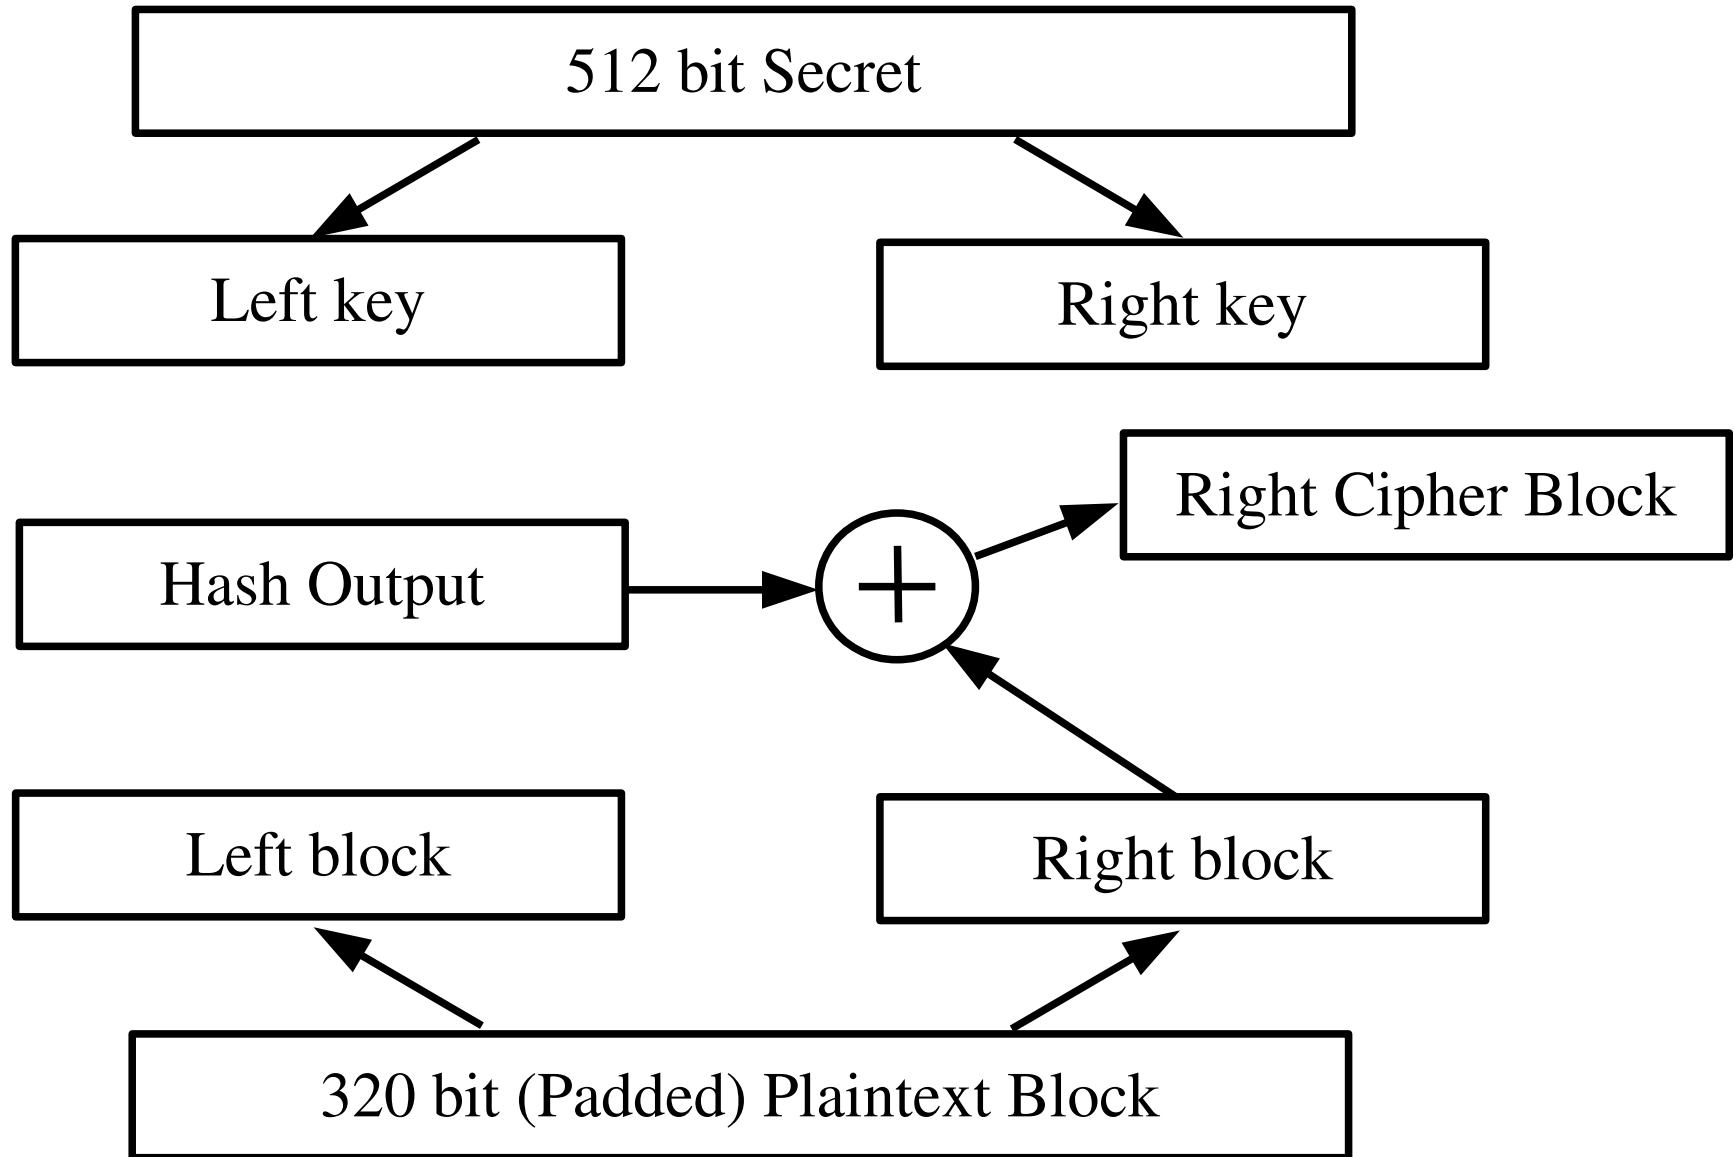 512 bit Secret
Left key
Right key
Right Cipher Block
Hash Output
Left block
Right block
320 bit (Padded) Plaintext Block